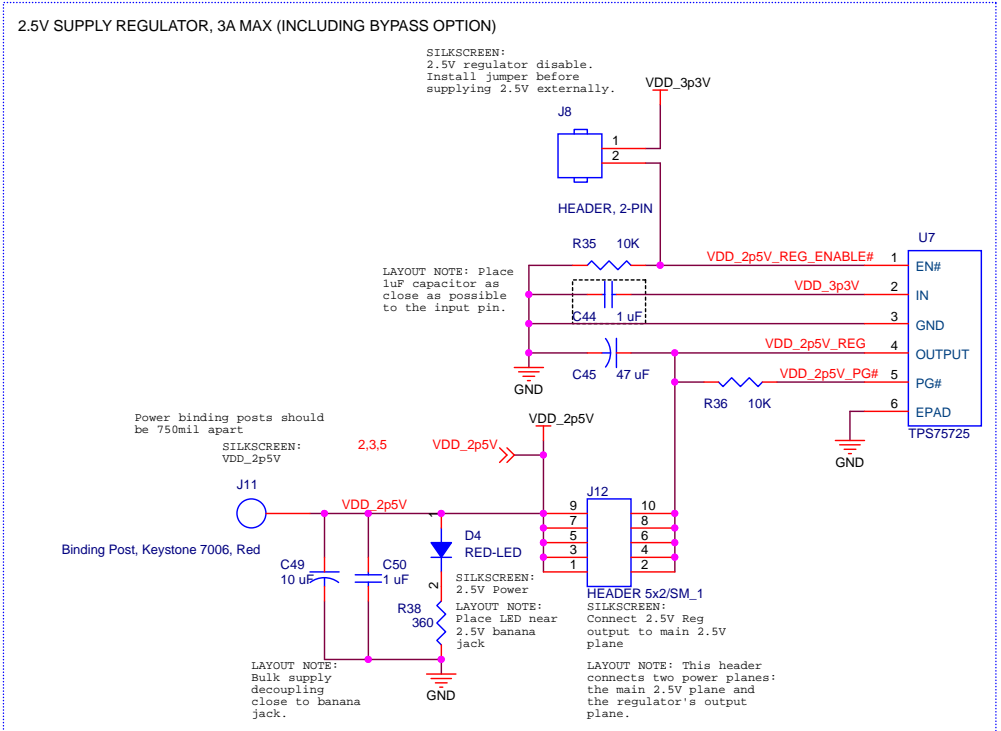 2.5V SUPPLY REGULATOR, 3A MAX (INCLUDING BYPASS OPTION)
SILKSCREEN:
2.5V regulator disable.
Install jumper before
supplying 2.5V externally.
VDD_3p3V
J8
1
2
HEADER, 2-PIN
U7
R35 10K
VDD_2p5V_REG_ENABLE#
1
EN#
LAYOUT NOTE: Place
1uF capacitor as
close as possible
to the input pin.
VDD_3p3V
2
IN
C44 1 uF
3
GND
VDD_2p5V_REG
4
OUTPUT
C45 47 uF
VDD_2p5V_PG#
5
PG#
GND
R36 10K
6
EPAD
TPS75725
GND
Power binding posts should
be 750mil apart
SILKSCREEN:
VDD_2p5V
2,3,5
VDD_2p5V
VDD_2p5V
J11
VDD_2p5V
Binding Post, Keystone 7006, Red
J12
9 10
7 8
5 6
3 4
1 2
HEADER 5x2/SM_1
1
D4
RED-LED
2
C49
10 uF
C50
1 uF
SILKSCREEN:
2.5V Power
R38
360
LAYOUT NOTE:
Place LED near
2.5V banana
jack
SILKSCREEN:
Connect 2.5V Reg
output to main 2.5V
plane
LAYOUT NOTE:
Bulk supply
decoupling
close to banana
jack.
GND
LAYOUT NOTE: This header
connects two power planes:
the main 2.5V plane and
the regulator's output
plane.